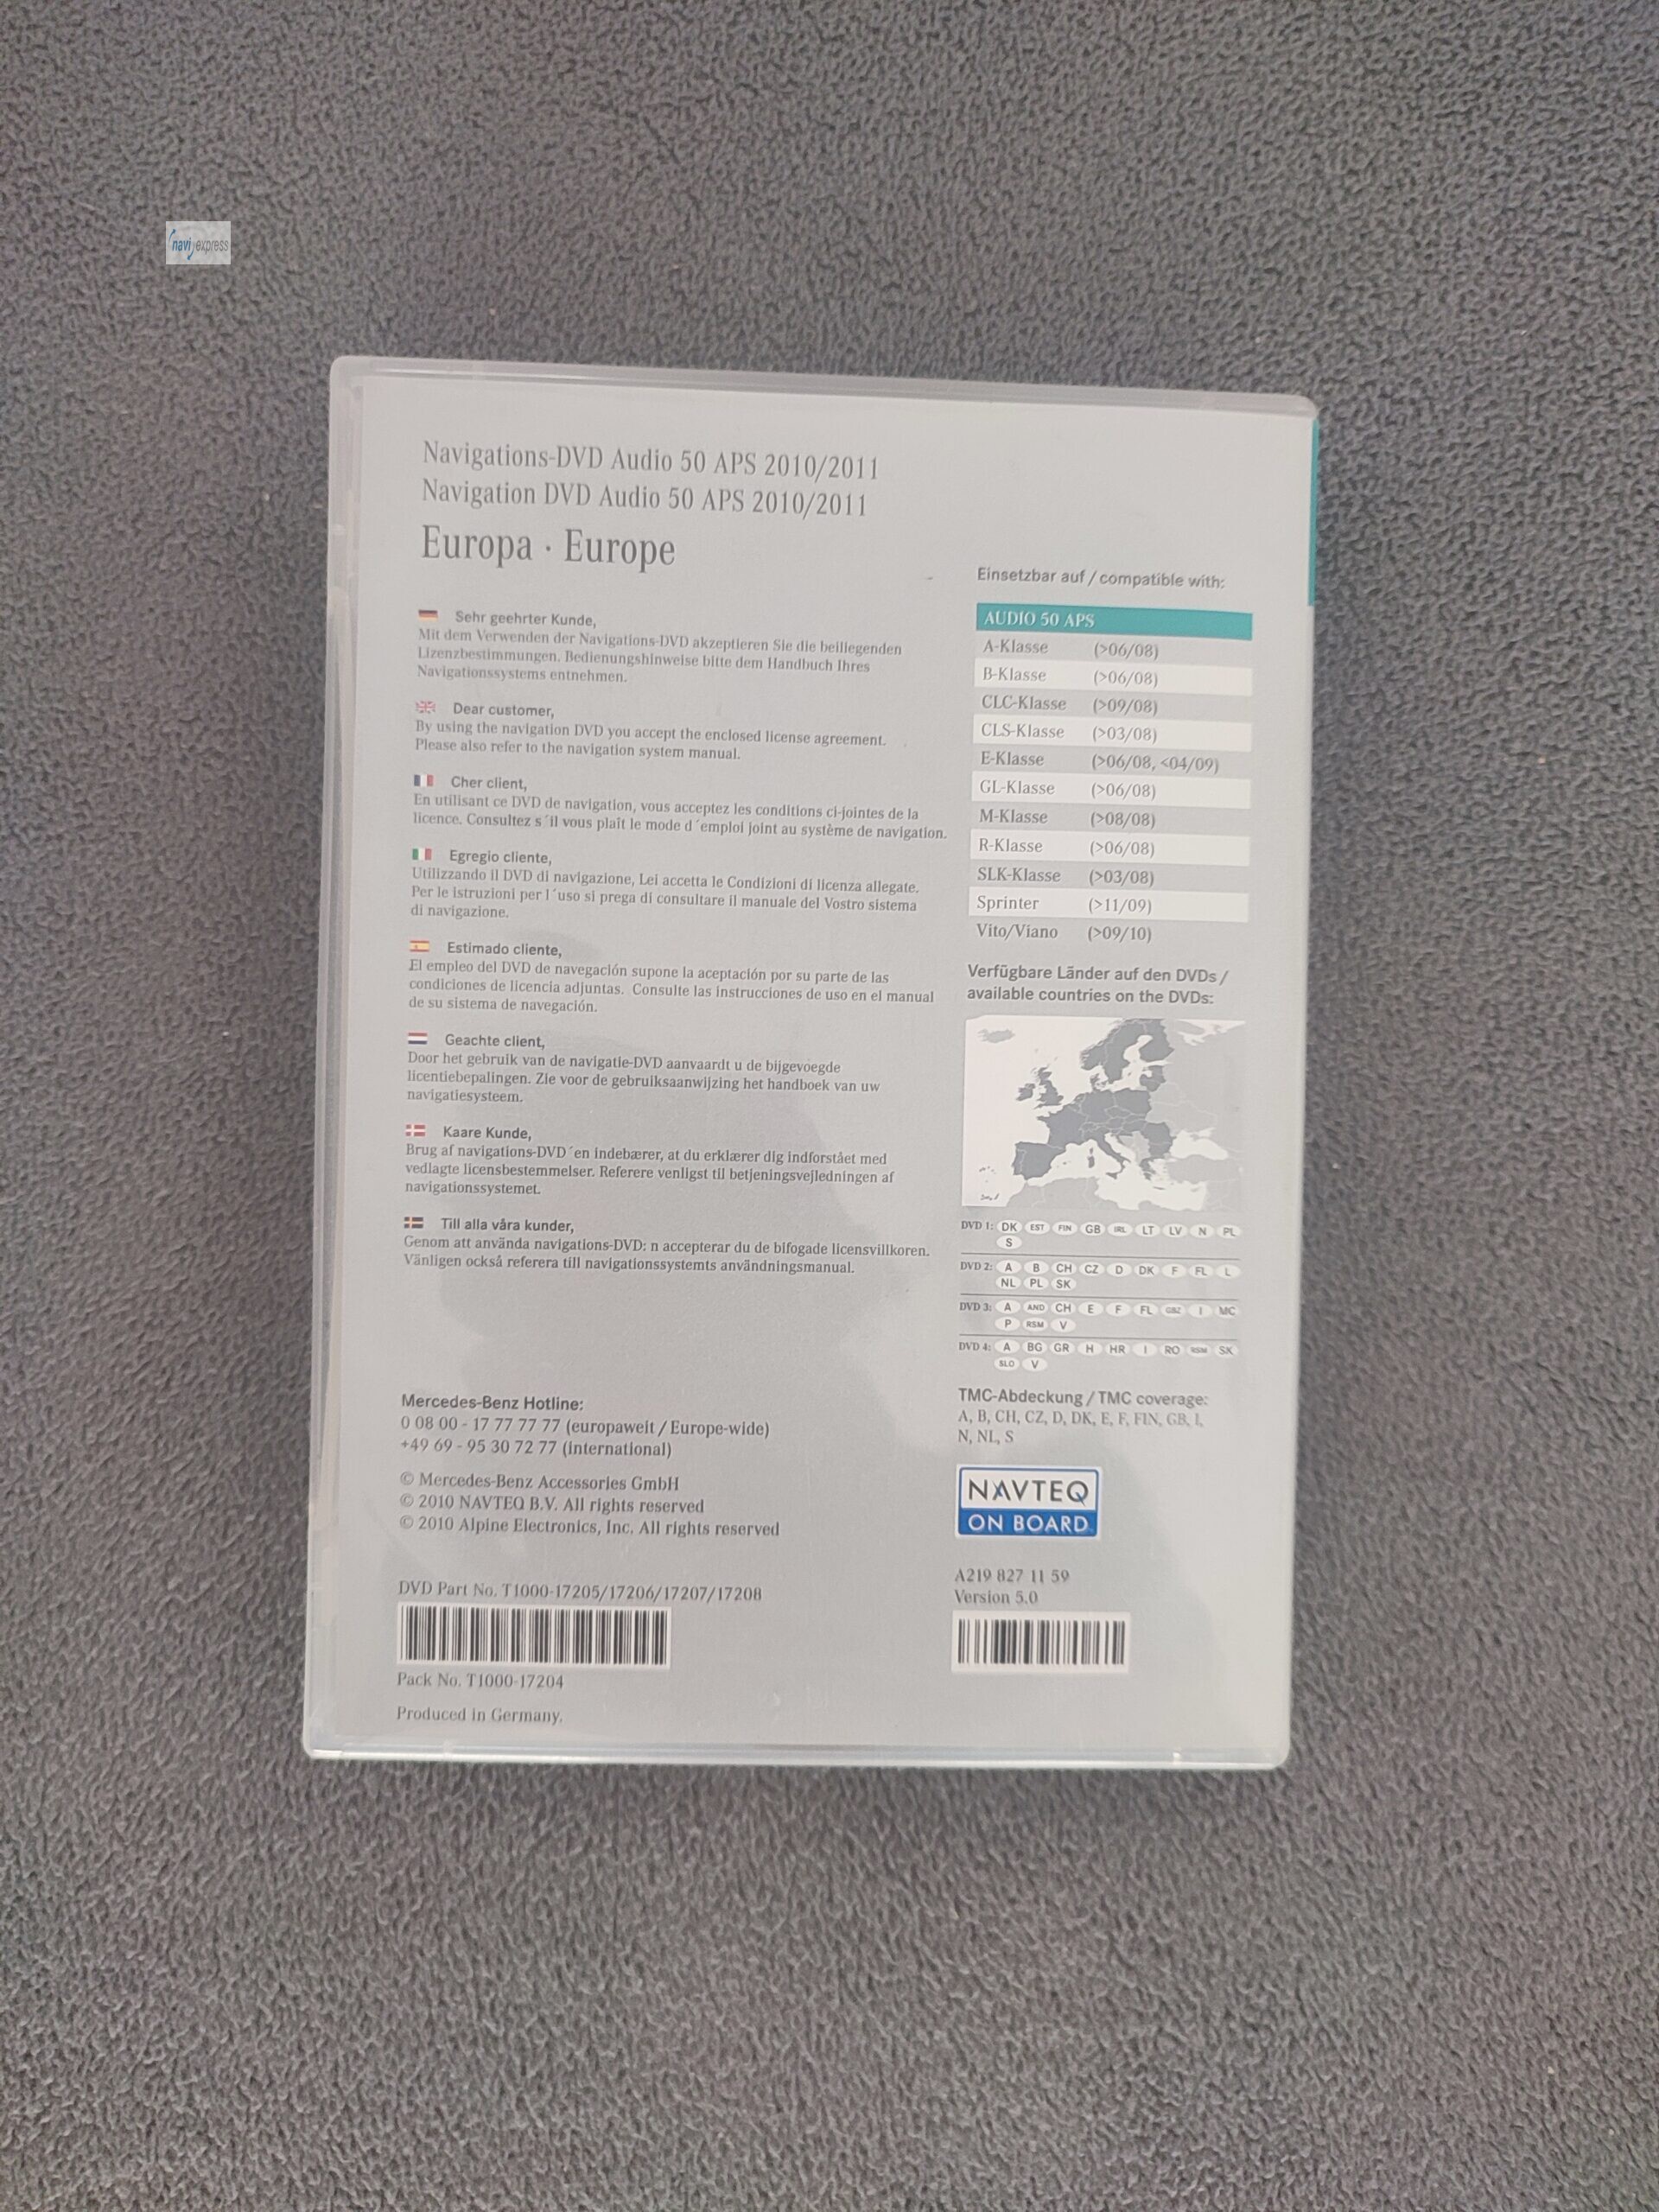 navi express
Navigations-DVD Audio 50 APS 2010/2011
Navigation DVD Audio 50 APS 2010/2011
Europa · Europe
Sehr geehrter Kunde,
Mit dem Verwenden der Navigations-DVD akzeptieren Sie die beiliegenden
Lizenzbestimmungen. Bedienungshinweise bitte dem Handbuch Ihres
Navigationssystems entnehmen.
Dear customer,
By using the navigation DVD you accept the enclosed license agreement.
Please also refer to the navigation system manual.
Cher client,
En utilisant ce DVD de navigation, vous acceptez les conditions ci-jointes de la
licence. Consultez s´il vous plaît le mode d´emploi joint au système de navigation.
Egregio cliente,
Utilizzando il DVD di navigazione, Lei accetta le Condizioni di licenza allegate.
Per le istruzioni per l´uso si prega di consultare il manuale del Vostro sistema
di navigazione.
Estimado cliente,
El empleo del DVD de navegación supone la aceptación por su parte de las
condiciones de licencia adjuntas. Consulte las instrucciones de uso en el manual
de su sistema de navegación.
Geachte client,
Door het gebruik van de navigatie-DVD aanvaardt u de bijgevoegde
licentiebepalingen. Zie voor de gebruiksaanwijzing het handboek van uw
navigatiesysteem.
Kaare Kunde,
Brug af navigations-DVD´en indebærer, at du erklærer dig indforstået med
vedlagte licensbestemmelser. Referere venligst til betjeningsvejledningen af
navigationssystemet.
Till alla våra kunder,
Genom att använda navigations-DVD: n accepterar du de bifogade licensvillkoren.
Vänligen också referera till navigationssystemts användningsmanual.
Mercedes-Benz Hotline:
0 08 00 - 17 77 77 77 (europaweit / Europe-wide)
+49 69 - 95 30 72 77 (international)
© Mercedes-Benz Accessories GmbH
© 2010 NAVTEQ B.V. All rights reserved
© 2010 Alpine Electronics, Inc. All rights reserved
DVD Part No. T1000-17205/17206/17207/17208
Pack No. T1000-17204
Produced in Germany.
Einsetzbar auf / compatible with:
AUDIO 50 APS
A-Klasse (>06/08)
B-Klasse (>06/08)
CLC-Klasse (>09/08)
CLS-Klasse (>03/08)
E-Klasse (>06/08, <04/09)
GL-Klasse (>06/08)
M-Klasse (>08/08)
R-Klasse (>06/08)
SLK-Klasse (>03/08)
Sprinter (>11/09)
Vito/Viano (>09/10)
Verfügbare Länder auf den DVDs /
available countries on the DVDs:
DVD 1: DK EST FIN GB IRL LT LV N PL
S
DVD 2: A B CH CZ D DK F FL L
NL PL SK
DVD 3: A AND CH E F FL GBZ I MC
P RSM V
DVD 4: A BG GR H HR I RO RSM SK
SLO V
TMC-Abdeckung / TMC coverage:
A, B, CH, CZ, D, DK, E, F, FIN, GB, I,
N, NL, S
NAVTEQ
ON BOARD
A219 827 11 59
Version 5.0